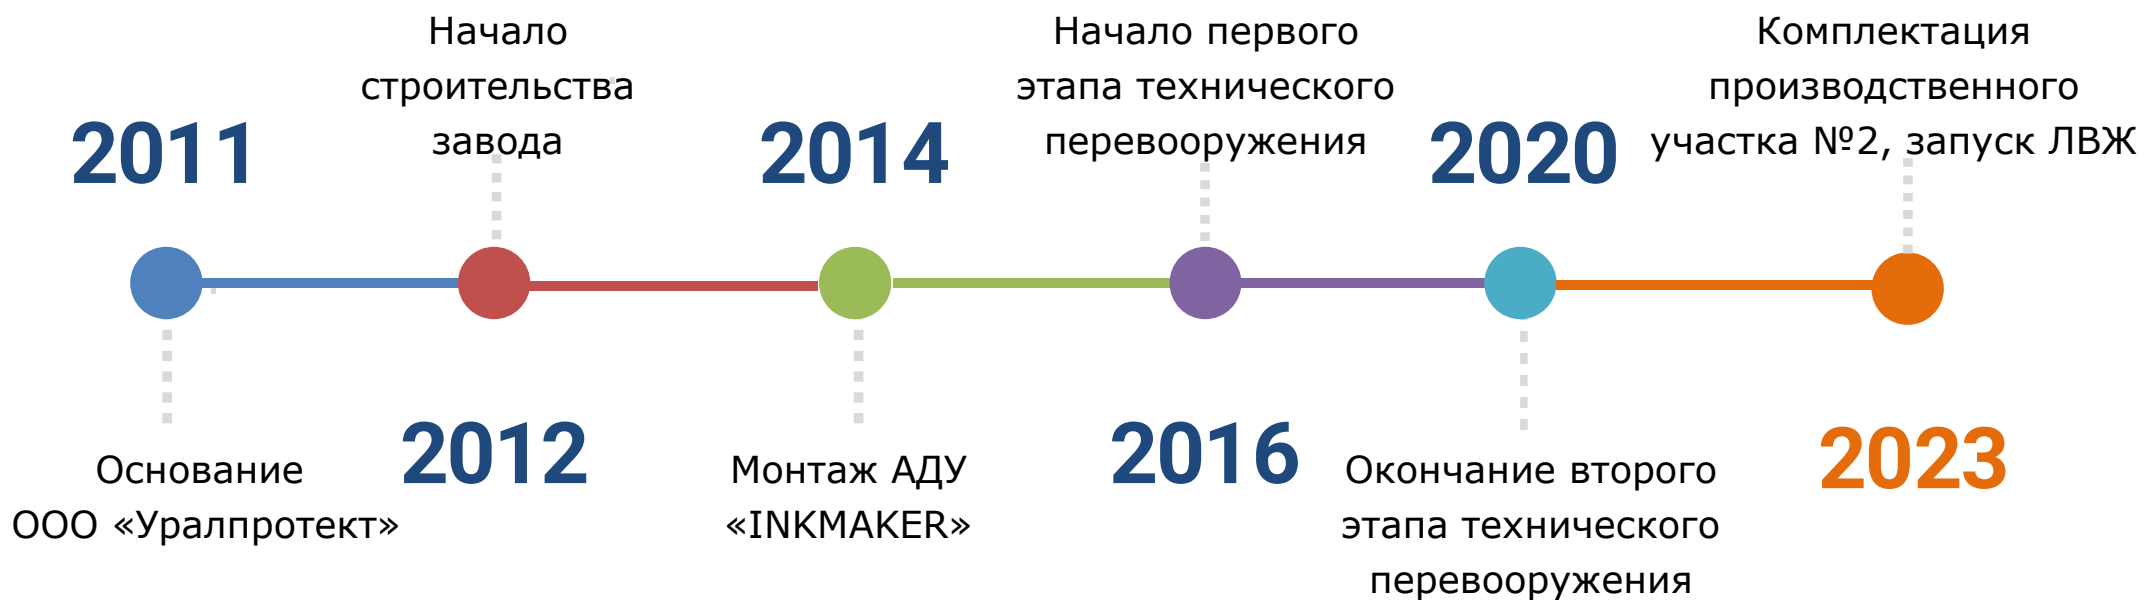 2011
Основание
ООО «Уралпротект»
Начало
строительства
завода
2012
2014
Монтаж АДУ
«INKMAKER»
Начало первого
этапа технического
перевооружения
2016
2020
Окончание второго
этапа технического
перевооружения
Комплектация
производственного
участка №2, запуск ЛВЖ
2023